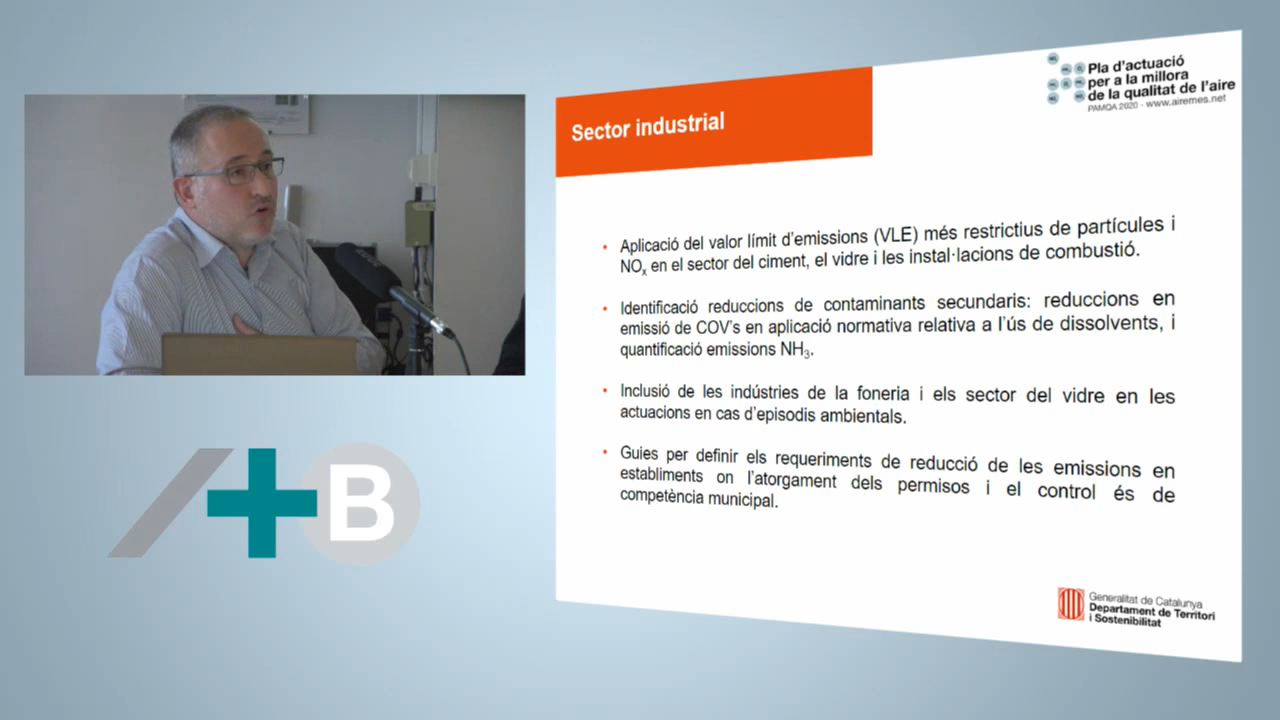 Pla d'actuació
per a la millora
de la qualitat de l'aire
PAMQA 2020 - www.airemes.net
Sector industrial
• Aplicació del valor límit d'emissions (VLE) més restrictius de partícules i
NOx en el sector del ciment, el vidre i les instal·lacions de combustió.
• Identificació reduccions de contaminants secundaris: reduccions en
emissió de COV's en aplicació normativa relativa a l'ús de dissolvents, i
quantificació emissions NH3.
• Inclusió de les indústries de la foneria i els sector del vidre en les
actuacions en cas d'episodis ambientals.
• Guies per definir els requeriments de reducció de les emissions en
establiments on l'atorgament dels permisos i el control és de
competència municipal.
B
Generalitat de Catalunya
Departament de Territori
i Sostenibilitat